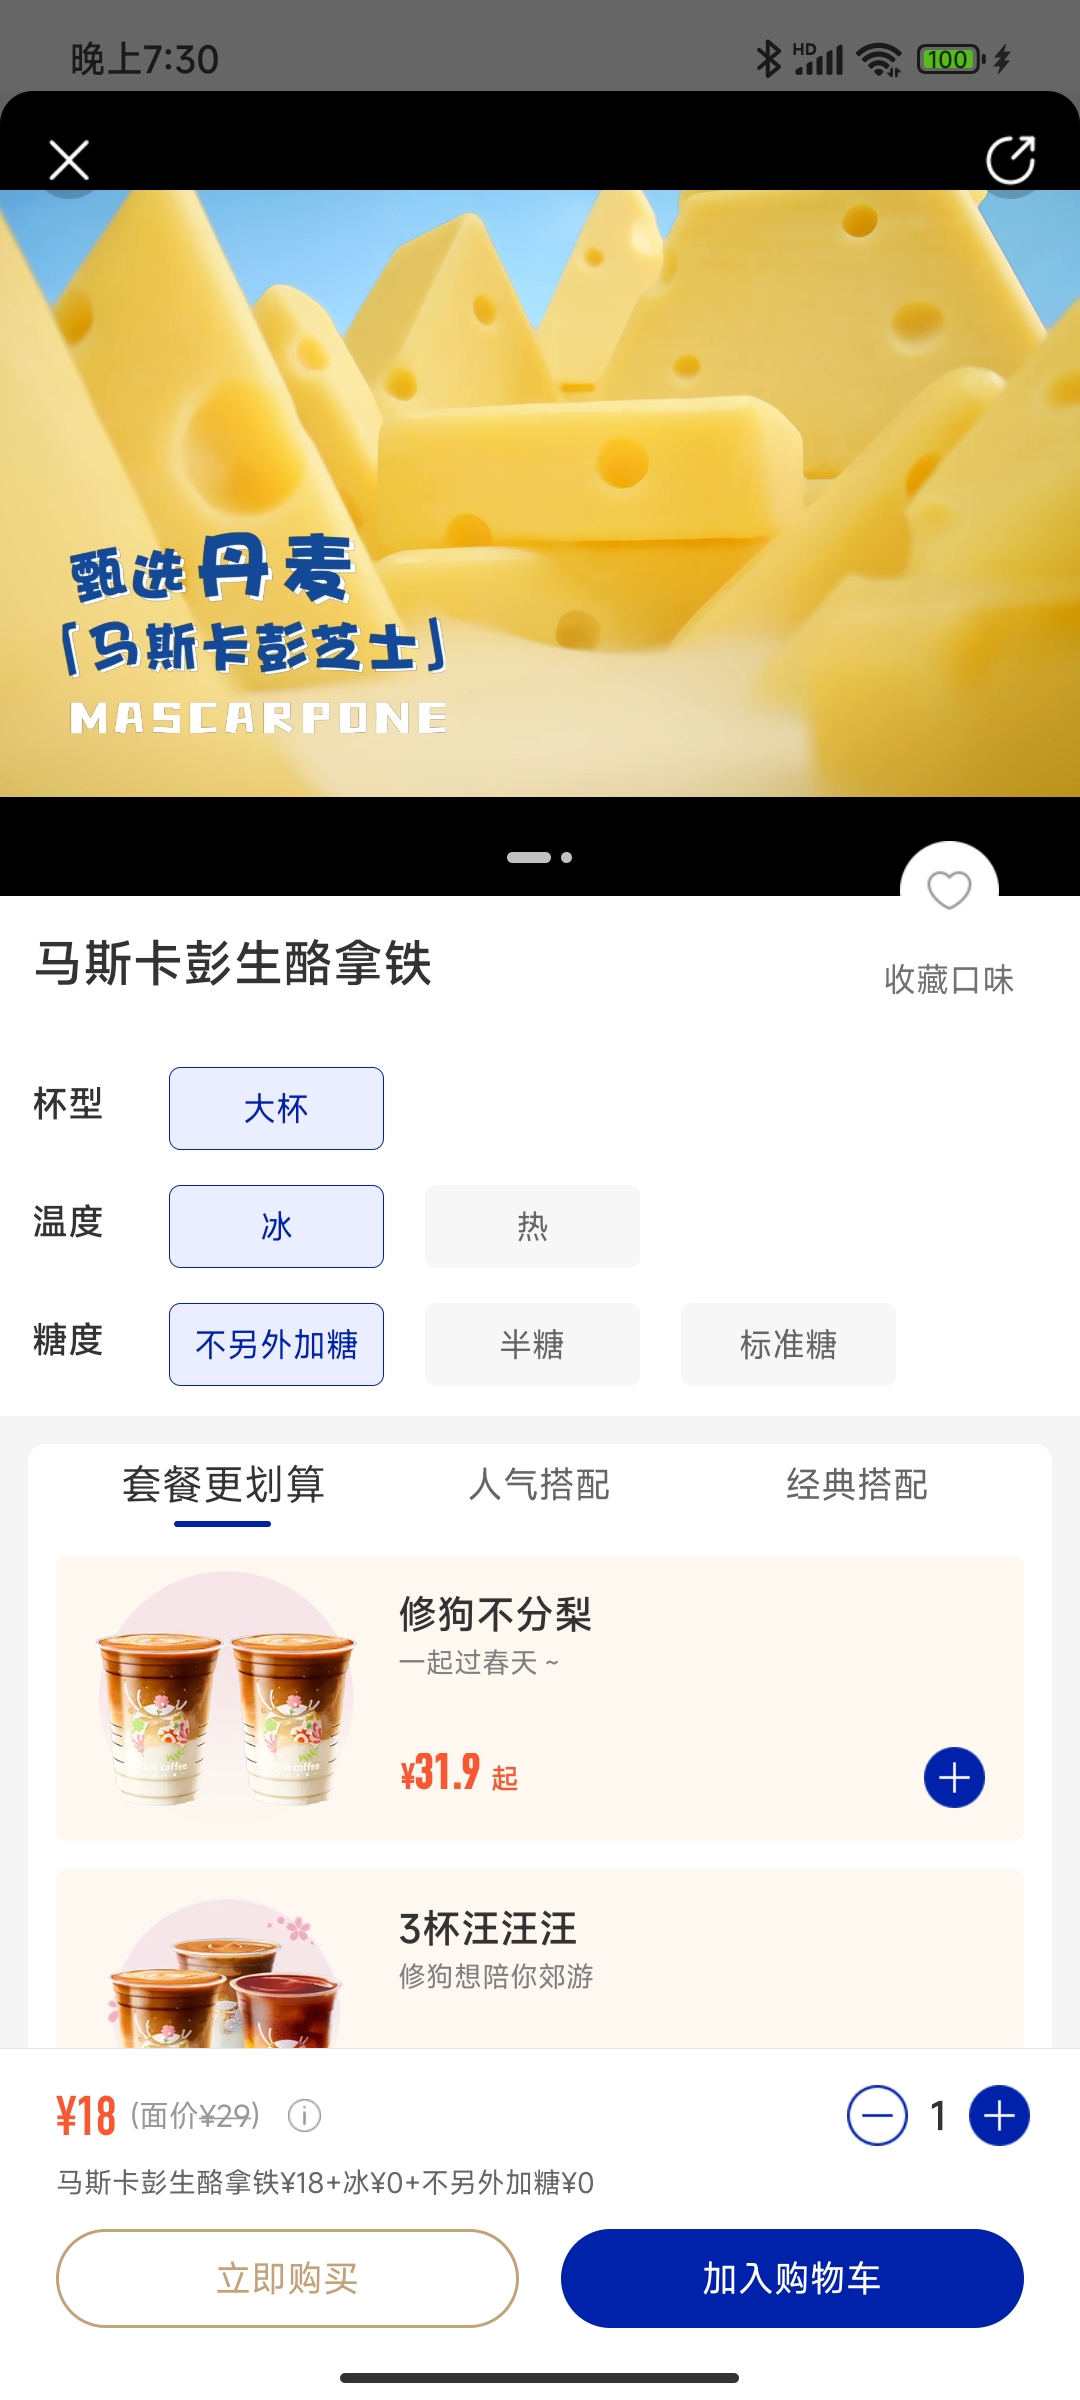 晚上7:30
HD
100
甄选丹麦
「马斯卡彭芝士」
MASCARPONE
马斯卡彭生酪拿铁
收藏口味
杯型
大杯
温度
冰
热
糖度
不另外加糖
半糖
标准糖
套餐更划算
人气搭配
经典搭配
修狗不分梨
一起过春天 ~
¥31.9 起
3杯汪汪汪
修狗想陪你郊游
¥18 (面价¥29)
1
马斯卡彭生酪拿铁¥18+冰¥0+不另外加糖¥0
立即购买
加入购物车